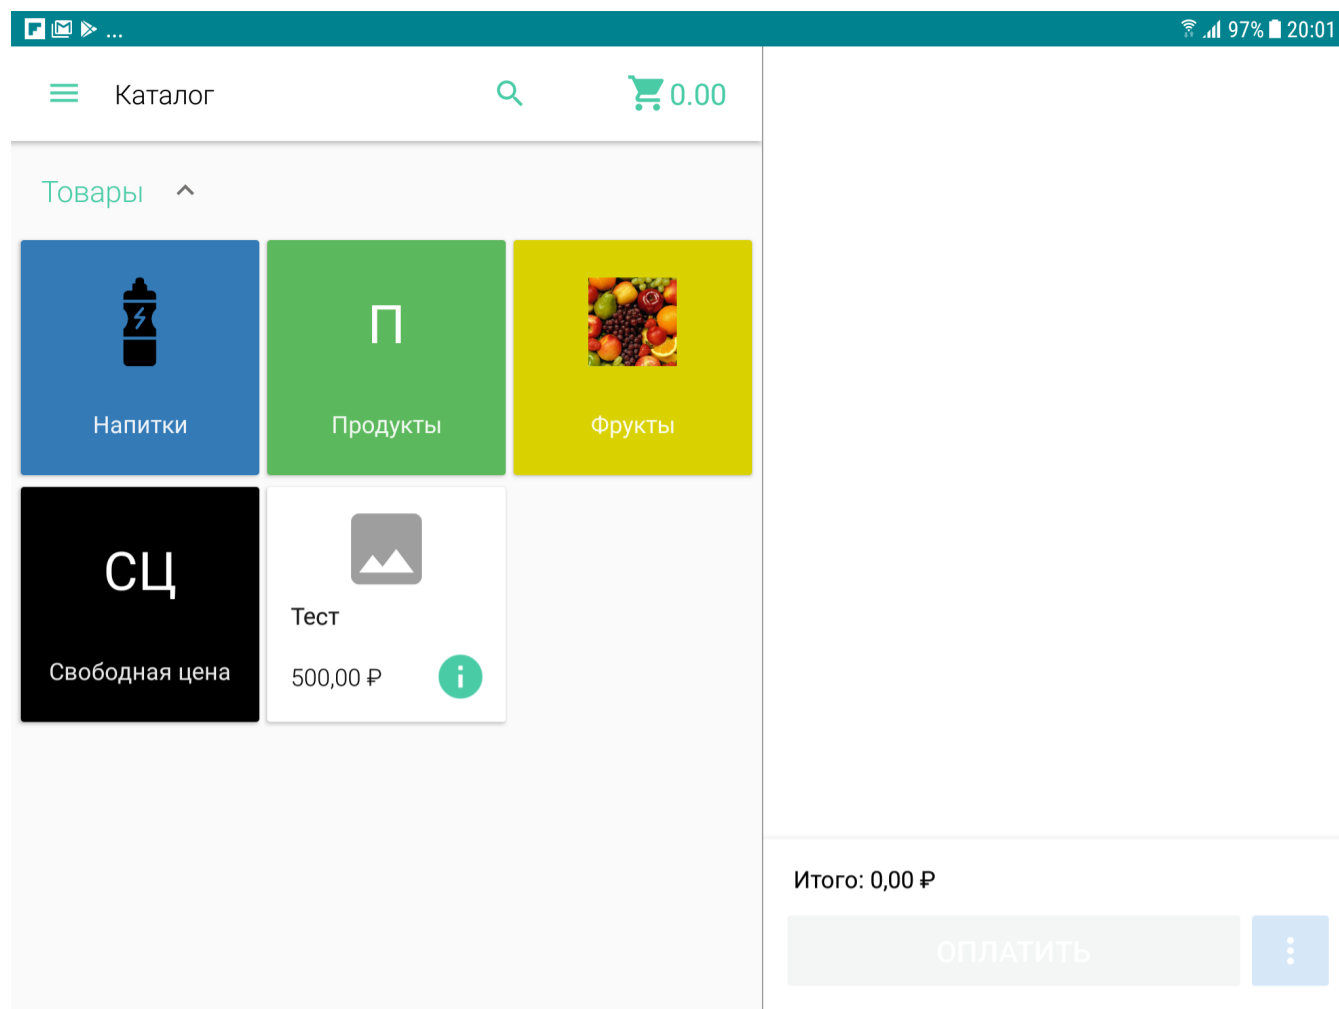 ... 97% 20:01
Каталог 0.00
Товары
П
Напитки Продукты Фрукты
СЦ
Тест
Свободная цена 500,00 ₽
Итого: 0,00 ₽
ОПЛАТИТЬ